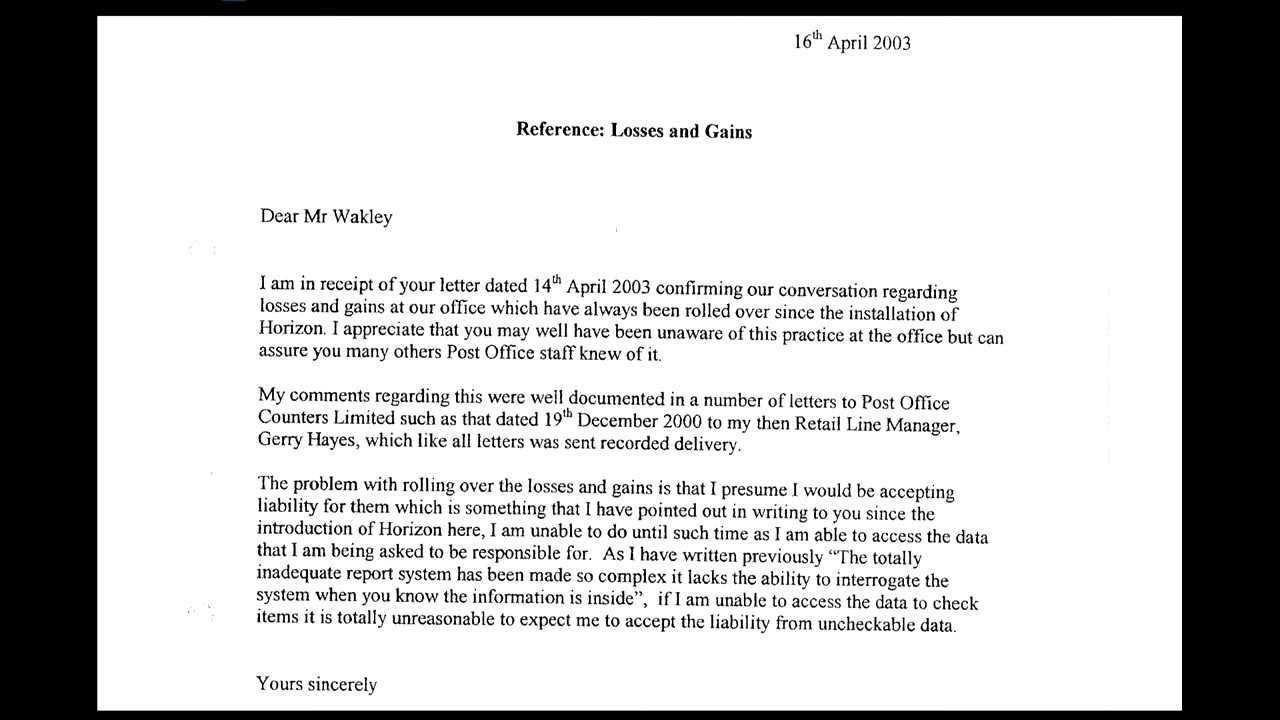 16th April 2003
Reference: Losses and Gains
Dear Mr Wakley
I am in receipt of your letter dated 14th April 2003 confirming our conversation regarding
losses and gains at our office which have always been rolled over since the installation of
Horizon. I appreciate that you may well have been unaware of this practice at the office but can
assure you many others Post Office staff knew of it.
My comments regarding this were well documented in a number of letters to Post Office
Counters Limited such as that dated 19th December 2000 to my then Retail Line Manager,
Gerry Hayes, which like all letters was sent recorded delivery.
The problem with rolling over the losses and gains is that I presume I would be accepting
liability for them which is something that I have pointed out in writing to you since the
introduction of Horizon here, I am unable to do until such time as I am able to access the data
that I am being asked to be responsible for.  As I have written previously “The totally
inadequate report system has been made so complex it lacks the ability to interrogate the
system when you know the information is inside”,  if I am unable to access the data to check
items it is totally unreasonable to expect me to accept the liability from uncheckable data.
Yours sincerely